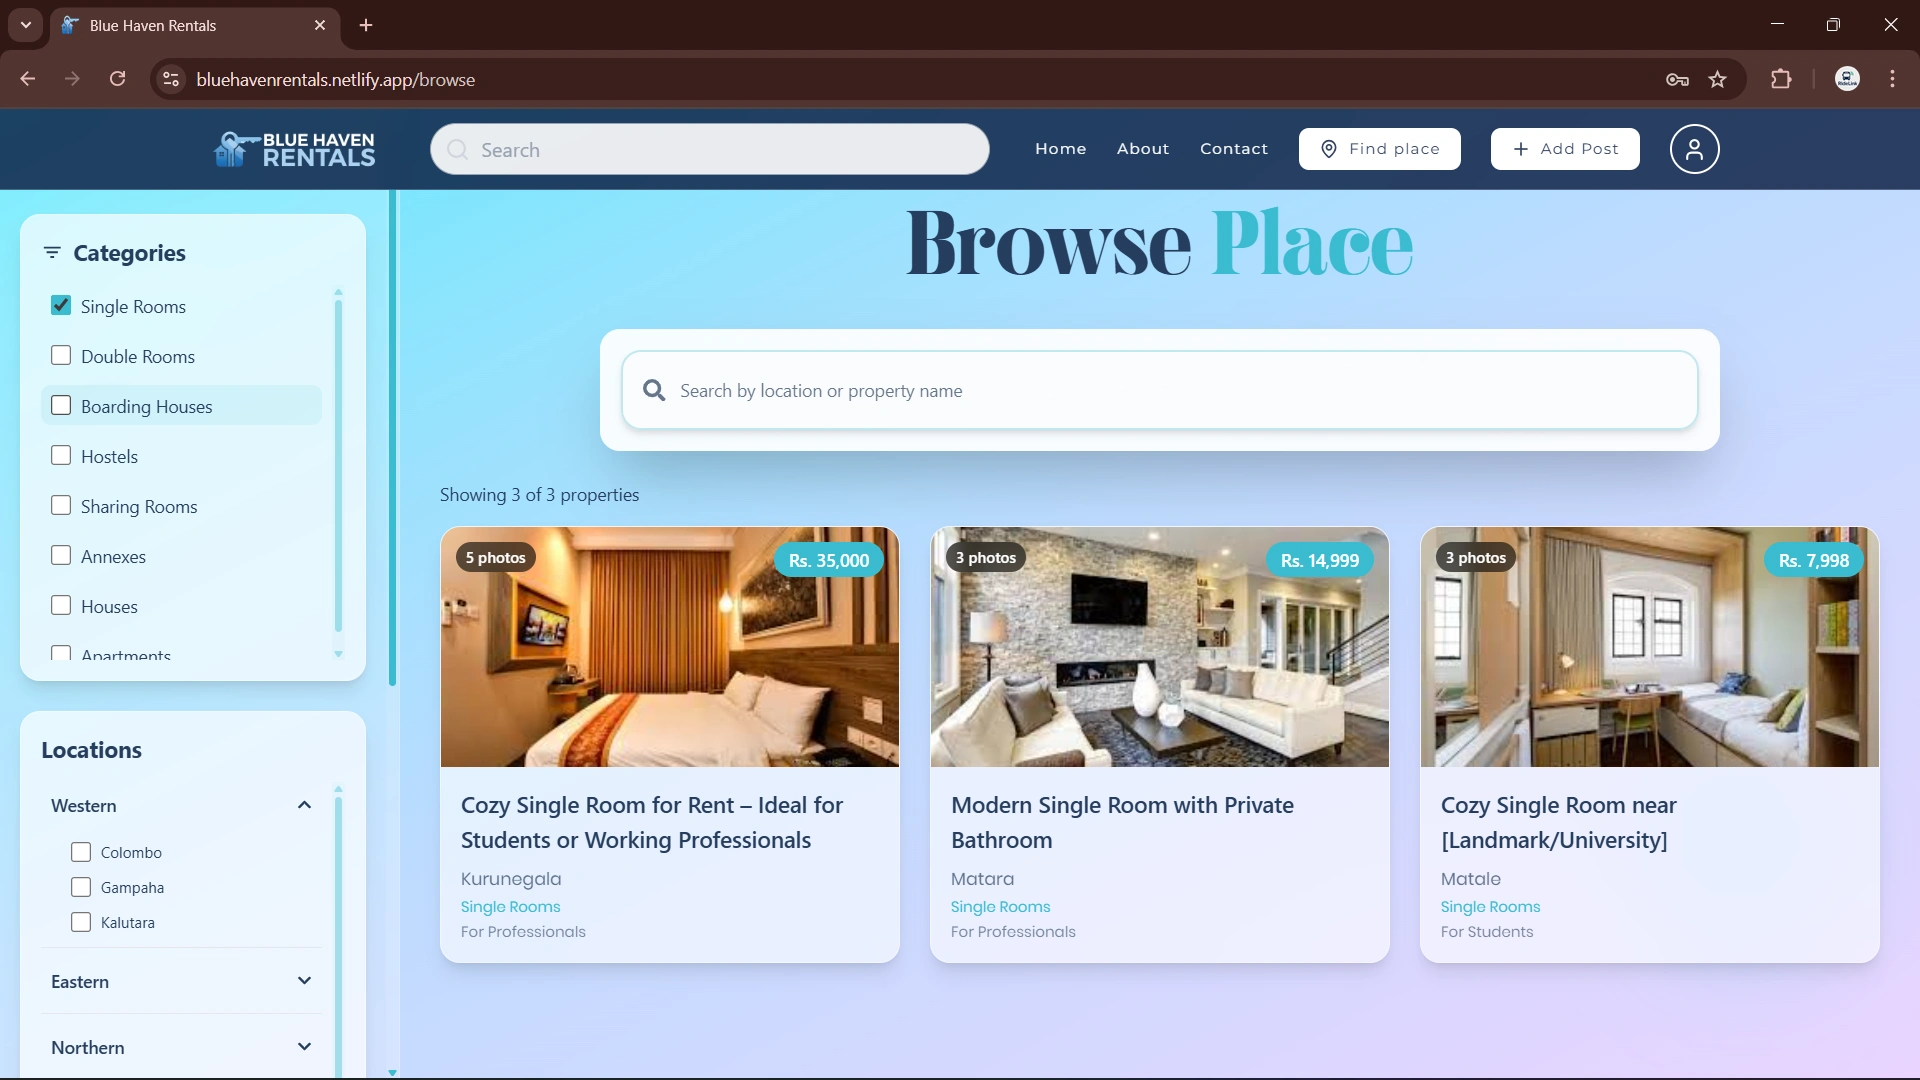 Blue Haven Rentals
bluehavenrentals.netlify.app/browse
BLUE HAVEN
RENTALS
Search
Home
About
Contact
Find place
Add Post
Categories
Single Rooms
Double Rooms
Boarding Houses
Hostels
Sharing Rooms
Annexes
Houses
Apartments
Locations
Western
Colombo
Gampaha
Kalutara
Eastern
Northern
Browse Place
Search by location or property name
Showing 3 of 3 properties
5 photos
Rs. 35,000
Cozy Single Room for Rent – Ideal for
Students or Working Professionals
Kurunegala
Single Rooms
For Professionals
3 photos
Rs. 14,999
Modern Single Room with Private
Bathroom
Matara
Single Rooms
For Professionals
3 photos
Rs. 7,998
Cozy Single Room near
[Landmark/University]
Matale
Single Rooms
For Students